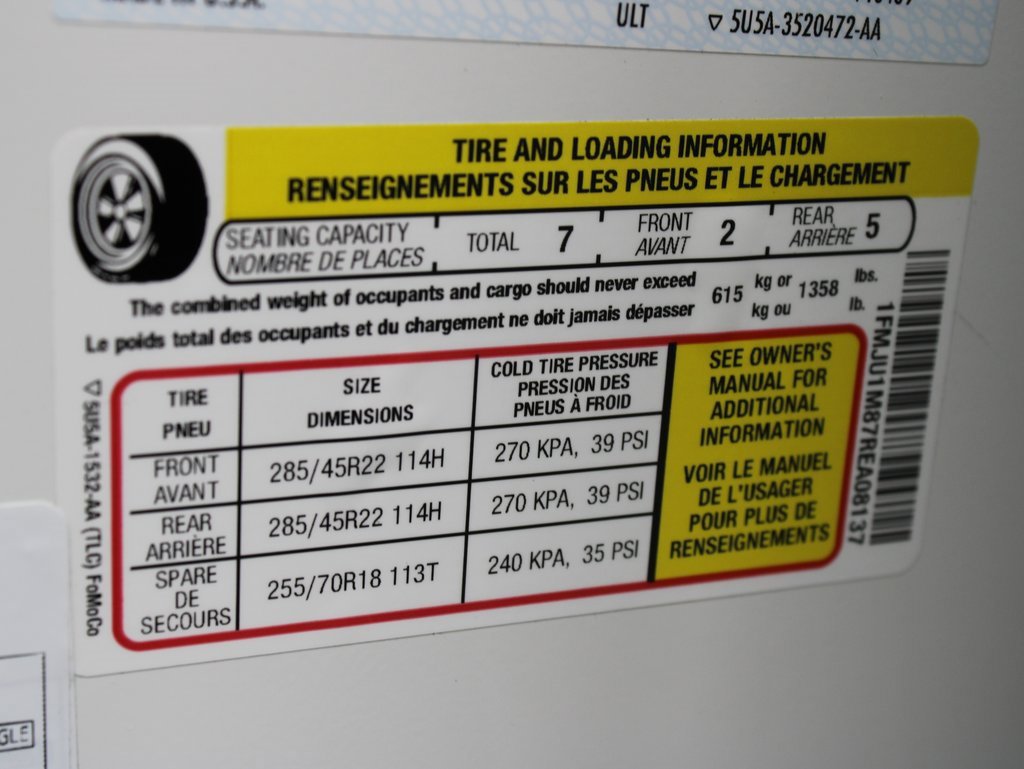 ULT ▽ 5U5A-3520472-AA
TIRE AND LOADING INFORMATION
RENSEIGNEMENTS SUR LES PNEUS ET LE CHARGEMENT
SEATING CAPACITY
NOMBRE DE PLACES
TOTAL 7
FRONT
AVANT
2
REAR
ARRIÈRE
5
The combined weight of occupants and cargo should never exceed
Le poids total des occupants et du chargement ne doit jamais dépasser
615
kg or
kg ou
1358
lbs.
lb.
TIRE
PNEU
SIZE
DIMENSIONS
COLD TIRE PRESSURE
PRESSION DES
PNEUS À FROID
FRONT
AVANT
285/45R22 114H
270 KPA, 39 PSI
REAR
ARRIÈRE
285/45R22 114H
270 KPA, 39 PSI
SPARE
DE
SECOURS
255/70R18 113T
240 KPA, 35 PSI
SEE OWNER'S
MANUAL FOR
ADDITIONAL
INFORMATION
VOIR LE MANUEL
DE L'USAGER
POUR PLUS DE
RENSEIGNEMENTS
▽ 5U5A-1532-AA (TLC) FoMoCo
1FMJU1M87REA08137
GLE